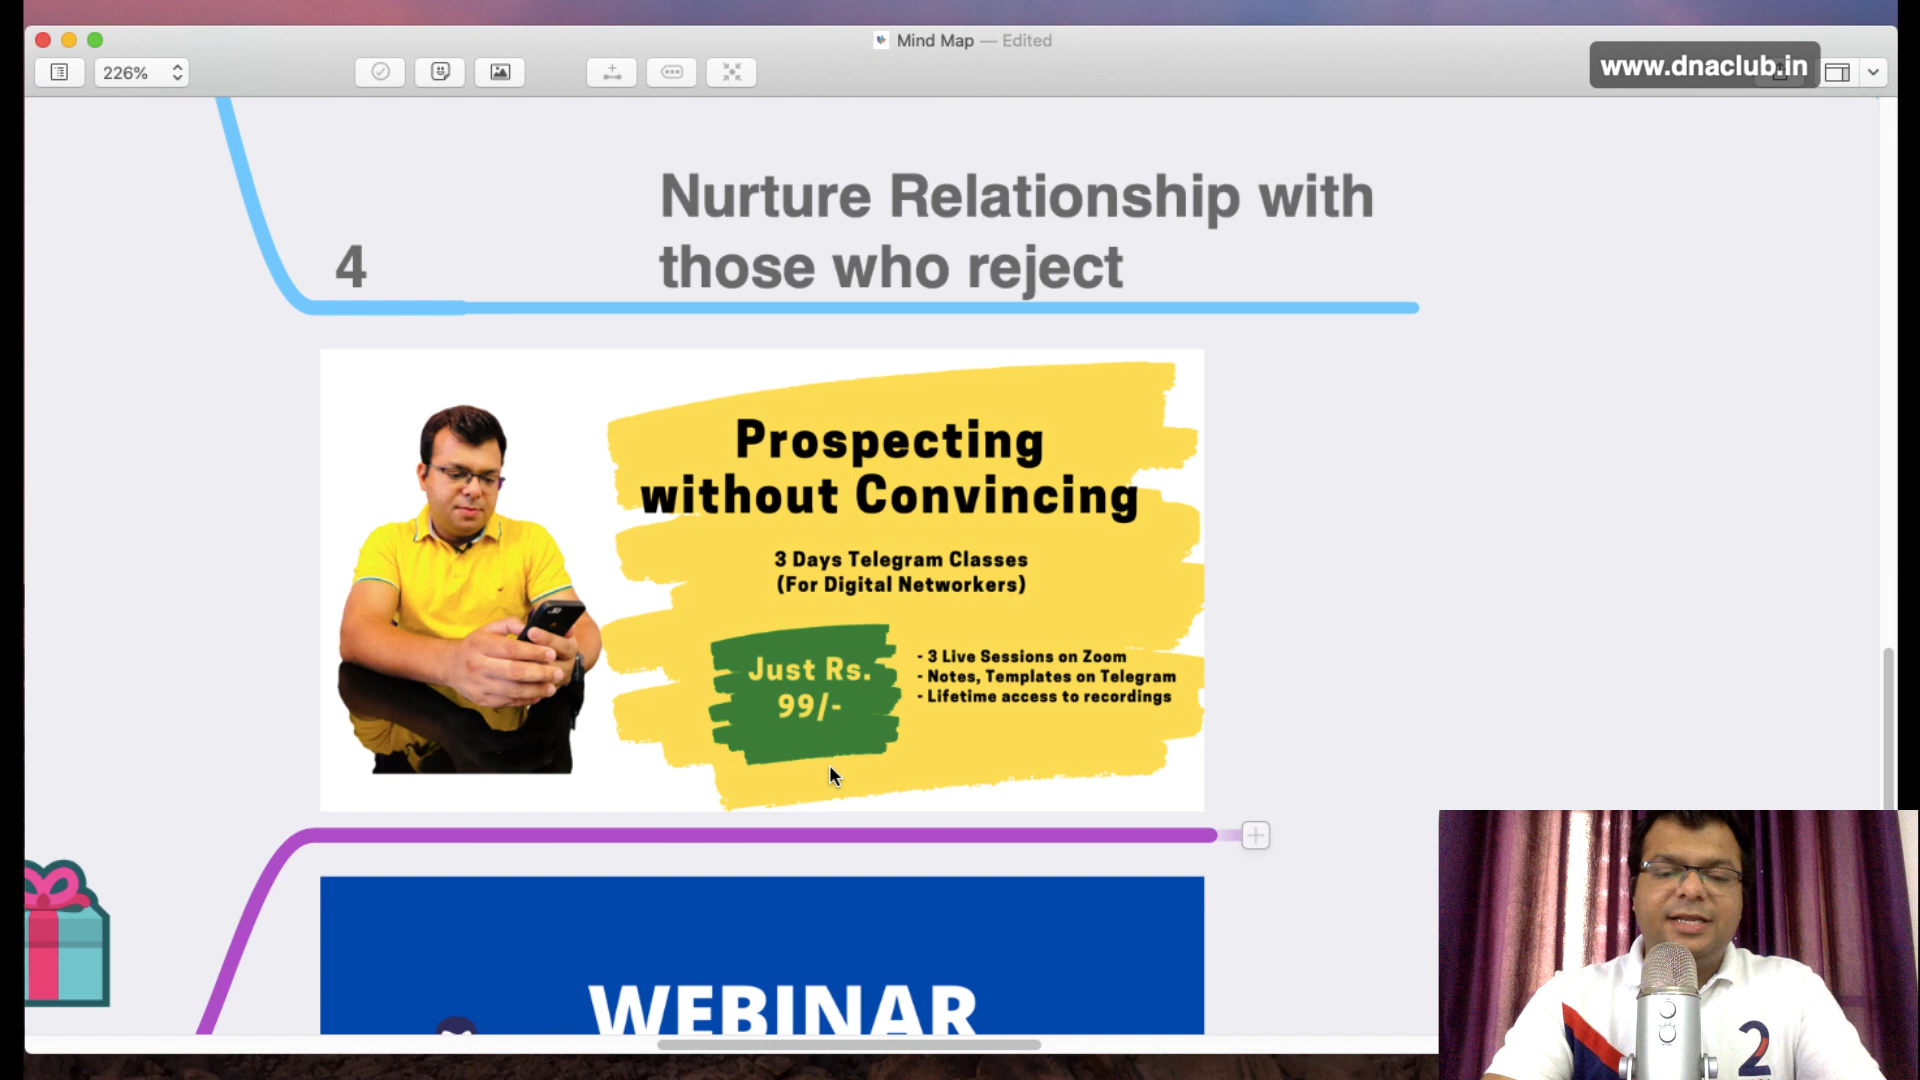 Mind Map — Edited
226%
www.dnaclub.in
Nurture Relationship with
4 those who reject
Prospecting
without Convincing
3 Days Telegram Classes
(For Digital Networkers)
Just Rs.
99/-
- 3 Live Sessions on Zoom
- Notes, Templates on Telegram
- Lifetime access to recordings
WEBINAR
2